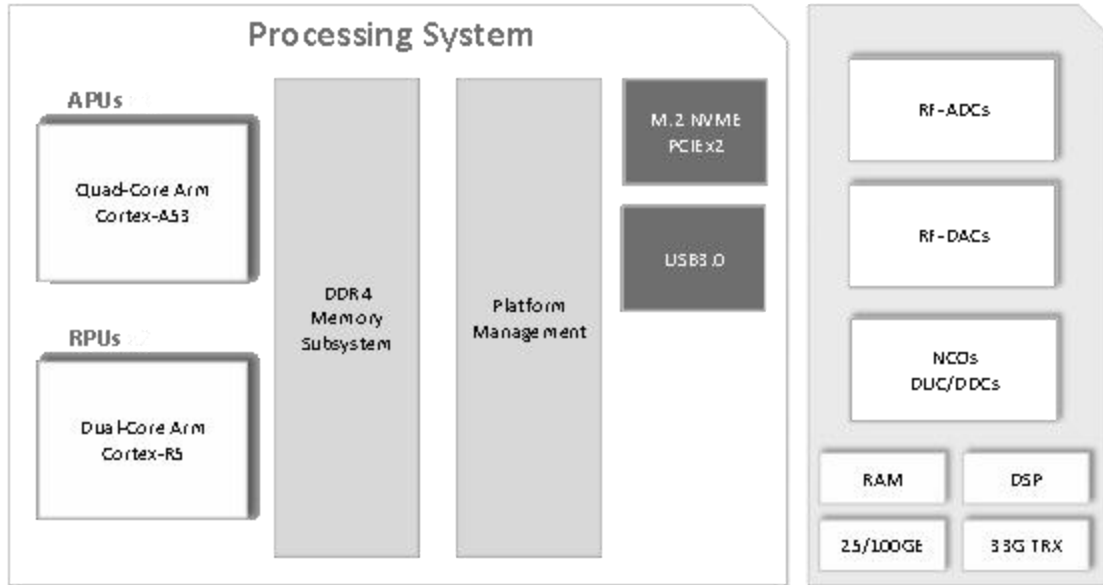 Processing System
APUs
Quad-Core Arm
Cortex-A53
RPUs
Dual-Core Arm
Cortex-R5
DDR4
Memory
Subsystem
Platform
Management
M.2 NVME
PCIEx2
USB3.0
RF-ADCs
RF-DACs
NCOs
DUC/DDCs
RAM
DSP
25/100GE
33G TRX